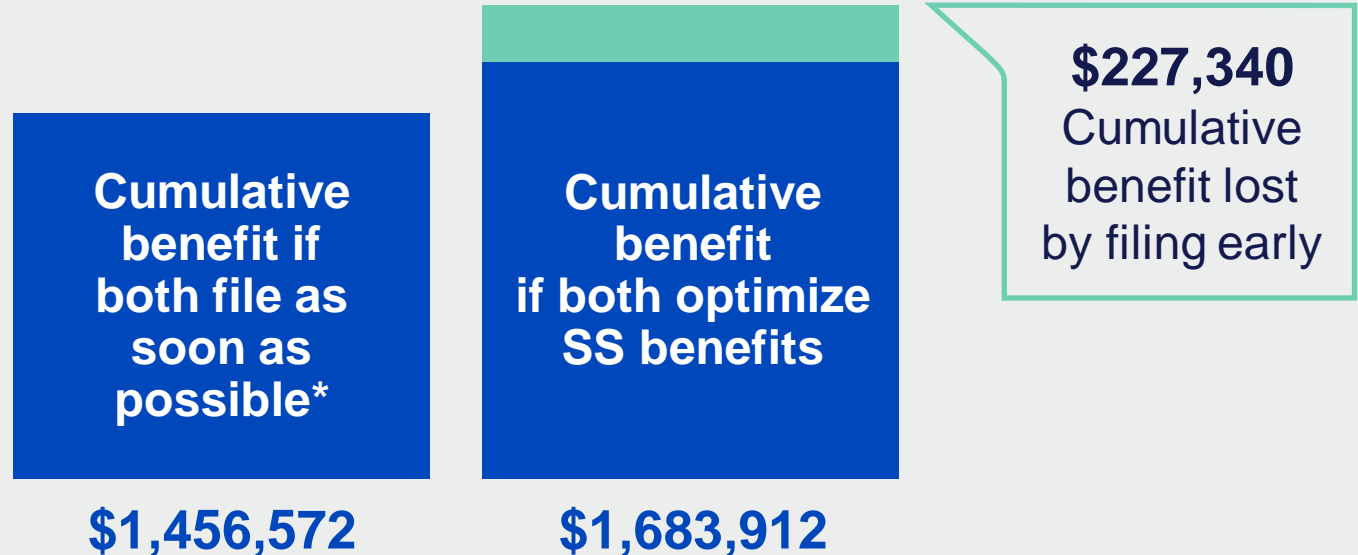 Cumulative
benefit if
both file as
soon as
possible*
$1,456,572
Cumulative
benefit
if both optimize
SS benefits
$1,683,912
$227,340
Cumulative
benefit lost
by filing early